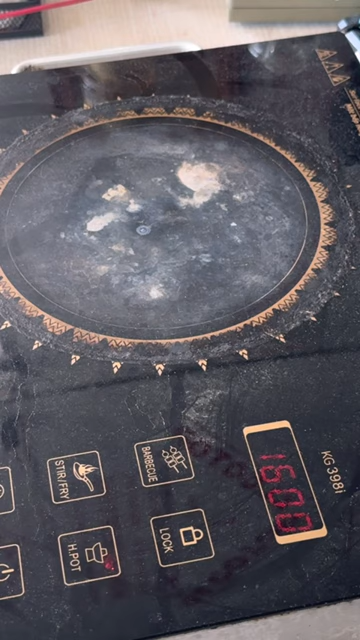 BARBECUE
STIR/FRY
LOCK
H.POT
1600
KG398i